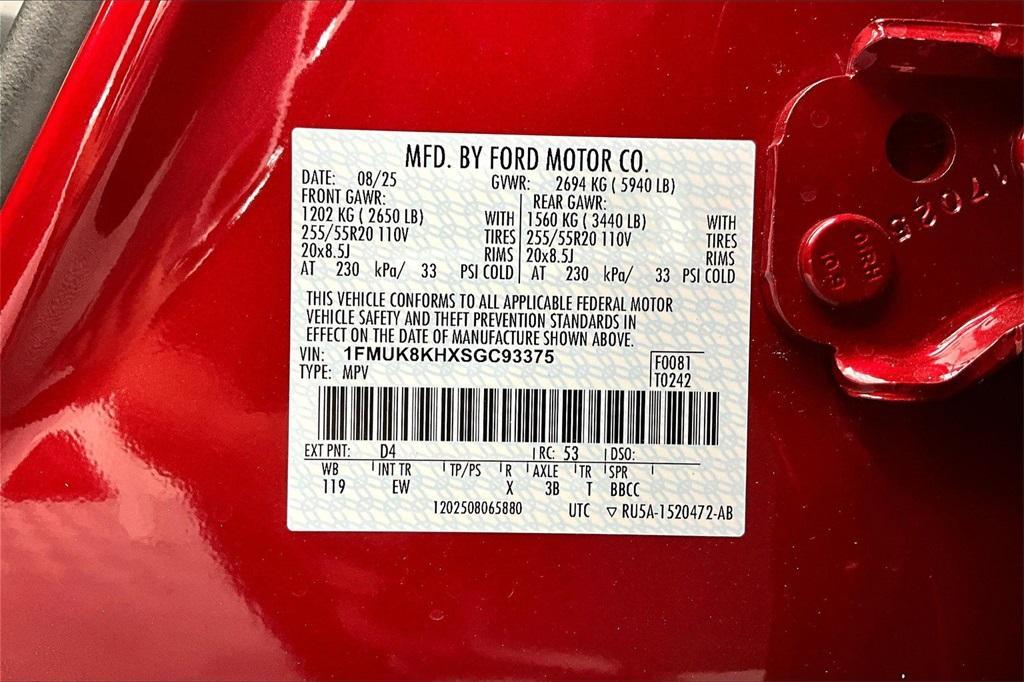 MFD. BY FORD MOTOR CO.
DATE: 08/25 GVWR: 2694 KG ( 5940 LB)
FRONT GAWR: REAR GAWR:
1202 KG ( 2650 LB) WITH 1560 KG ( 3440 LB) WITH
255/55R20 110V TIRES 255/55R20 110V TIRES
20x8.5J RIMS 20x8.5J RIMS
AT 230 kPa/ 33 PSI COLD AT 230 kPa/ 33 PSI COLD
THIS VEHICLE CONFORMS TO ALL APPLICABLE FEDERAL MOTOR
VEHICLE SAFETY AND THEFT PREVENTION STANDARDS IN
EFFECT ON THE DATE OF MANUFACTURE SHOWN ABOVE.
VIN: 1FMUK8KHXSGC93375
TYPE: MPV
F0081
T0242
EXT PNT: D4 RC: 53 DSO:
WB INT TR TP/PS R AXLE TR SPR
119 EW X 3B T BBCC
1202508065880 UTC ▽ RU5A-1520472-AB